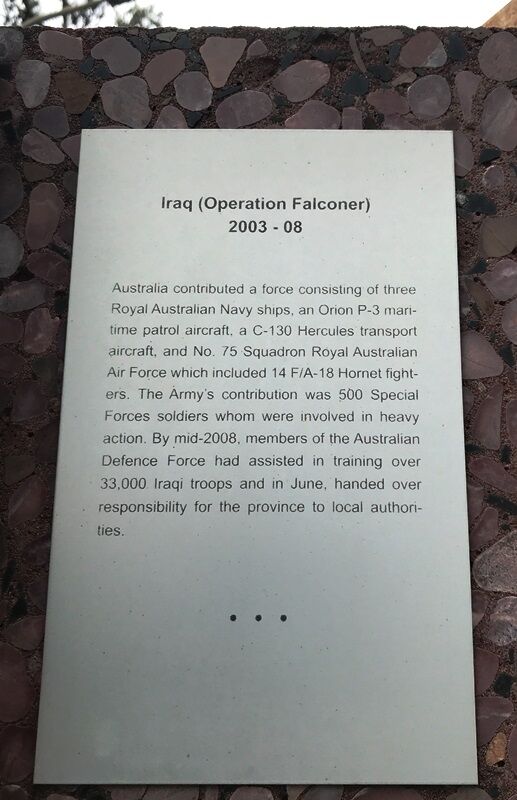 Iraq (Operation Falconer)
2003 - 08
Australia contributed a force consisting of three
Royal Australian Navy ships, an Orion P-3 mari-
time patrol aircraft, a C-130 Hercules transport
aircraft, and No. 75 Squadron Royal Australian
Air Force which included 14 F/A-18 Hornet fight-
ers. The Army's contribution was 500 Special
Forces soldiers whom were involved in heavy
action. By mid-2008, members of the Australian
Defence Force had assisted in training over
33,000 Iraqi troops and in June, handed over
responsibility for the province to local authori-
ties.
• • •